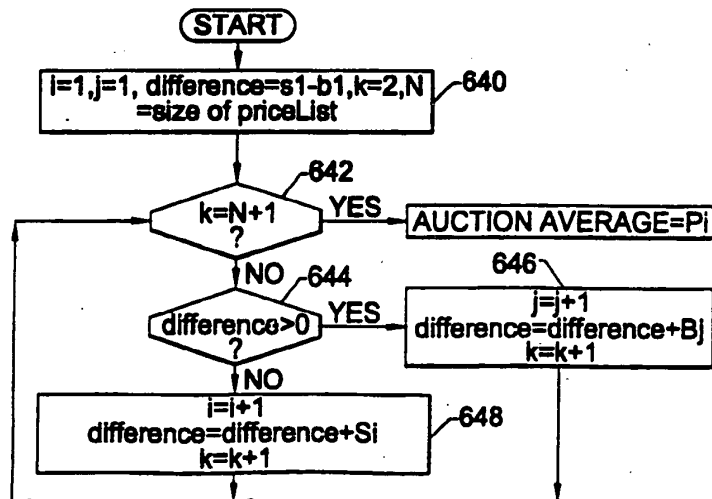 START
i=1,j=1, difference=s1-b1,k=2,N
=size of priceList
640
642
k=N+1
?
YES
AUCTION AVERAGE=Pi
NO
644
646
difference>0
?
YES
j=j+1
difference=difference+Bj
k=k+1
NO
i=i+1
difference=difference+Si
k=k+1
648